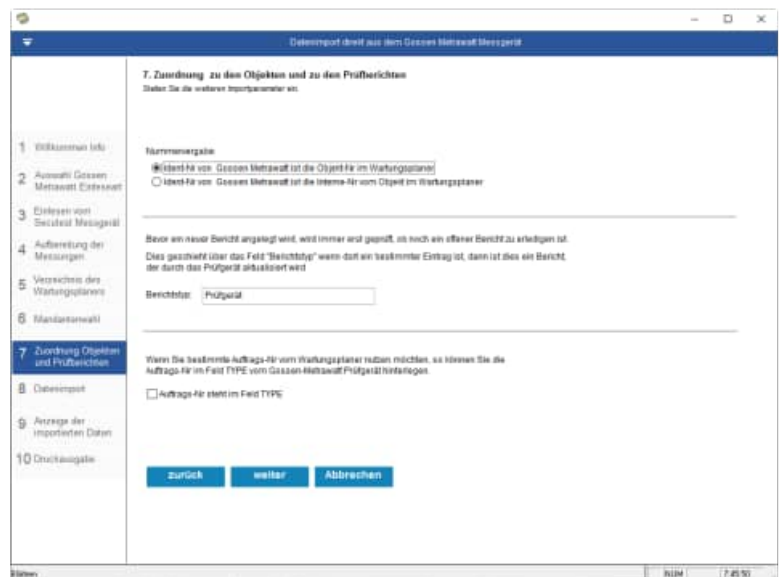 Datenimport direkt aus dem Gossen Metrawatt Messgerät
7. Zuordnung zu den Objekten und zu den Prüfberichten
Stellen Sie die weiteren Importparameter ein.
1 Willkommen Info
2 Auswahl Gossen
Metrawatt
3 Einlesen vom
Secutest Messgerät
4 Aufbereitung der
Messungen
5 Verzeichnis des
Wartungsplaners
6 Mandantenwahl
7 Zuordnung Objekten
und Prüfberichten
8 Datenimport
9 Anzeige der
importierten Daten
10 Druckausgabe
Nummernvergabe
Ident-Nr von Gossen Metrawatt ist die Objekt-Nr im Wartungsplaner
Ident-Nr von Gossen Metrawatt ist die Interne-Nr vom Objekt im Wartungsplaner
Bevor ein neuer Bericht angelegt wird, wird immer erst geprüft, ob noch ein offener Bericht zu erledigen ist.
Dies geschieht über das Feld "Berichtstyp" wenn dort ein bestimmter Eintrag ist, dann ist dies ein Bericht,
der durch das Prüfgerät aktualisiert wird
Berichtstyp: Prüfgerät
Wenn Sie bestimmte Auftrags-Nr vom Wartungsplaner nutzen möchten, so können Sie die
Auftrags-Nr im Feld TYPE vom Gossen-Metrawatt Prüfgerät hinterlegen.
Auftrags-Nr steht im Feld TYPE
zurück weiter Abbrechen
NUM 7:45:50